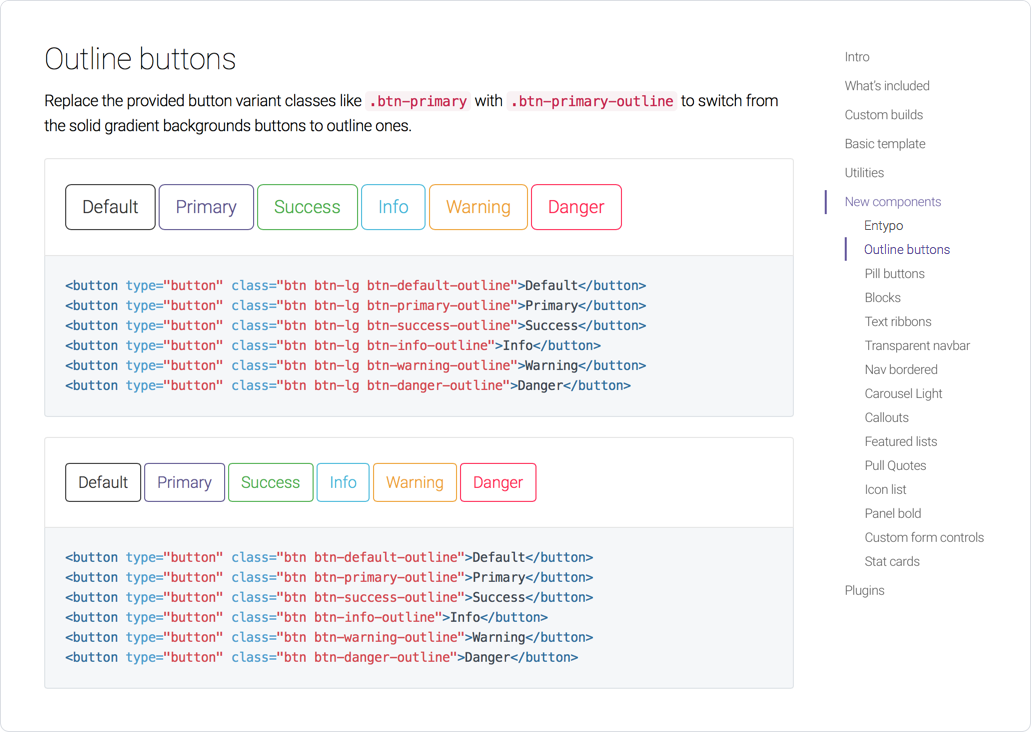 Outline buttons
Replace the provided button variant classes like .btn-primary with .btn-primary-outline to switch from
the solid gradient backgrounds buttons to outline ones.
Default Primary Success Info Warning Danger
<button type="button" class="btn btn-lg btn-default-outline">Default</button>
<button type="button" class="btn btn-lg btn-primary-outline">Primary</button>
<button type="button" class="btn btn-lg btn-success-outline">Success</button>
<button type="button" class="btn btn-lg btn-info-outline">Info</button>
<button type="button" class="btn btn-lg btn-warning-outline">Warning</button>
<button type="button" class="btn btn-lg btn-danger-outline">Danger</button>
Default Primary Success Info Warning Danger
<button type="button" class="btn btn-default-outline">Default</button>
<button type="button" class="btn btn-primary-outline">Primary</button>
<button type="button" class="btn btn-success-outline">Success</button>
<button type="button" class="btn btn-info-outline">Info</button>
<button type="button" class="btn btn-warning-outline">Warning</button>
<button type="button" class="btn btn-danger-outline">Danger</button>
Intro
What's included
Custom builds
Basic template
Utilities
New components
Entypo
Outline buttons
Pill buttons
Blocks
Text ribbons
Transparent navbar
Nav bordered
Carousel Light
Callouts
Featured lists
Pull Quotes
Icon list
Panel bold
Custom form controls
Stat cards
Plugins